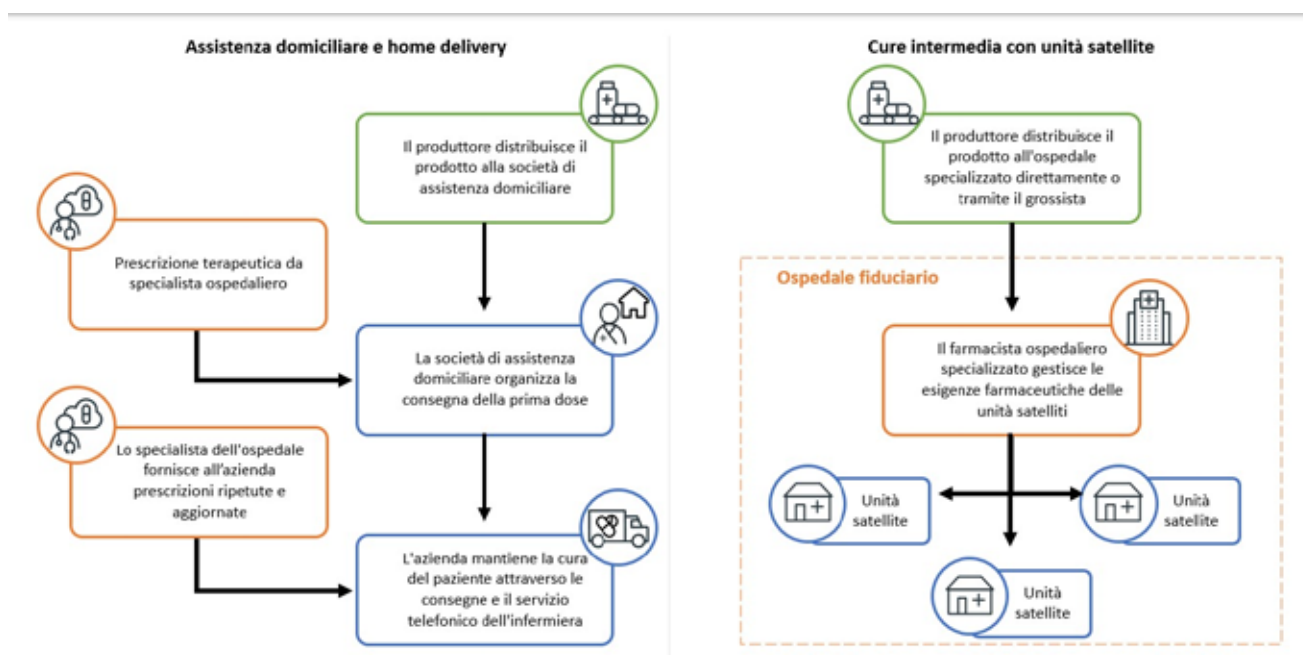 Assistenza domiciliare e home delivery
Il produttore distribuisce il
prodotto alla società di
assistenza domiciliare
Prescrizione terapeutica da
specialista ospedaliero
La società di assistenza
domiciliare organizza la
consegna della prima dose
Lo specialista dell'ospedale
fornisce all'azienda
prescrizioni ripetute e
aggiornate
L'azienda mantiene la cura
del paziente attraverso le
consegne e il servizio
telefonico dell'infermiera
Cure intermedia con unità satellite
Il produttore distribuisce il
prodotto all'ospedale
specializzato direttamente o
tramite il grossista
Ospedale fiduciario
Il farmacista ospedaliero
specializzato gestisce le
esigenze farmaceutiche delle
unità satelliti
Unità
satellite
Unità
satellite
Unità
satellite